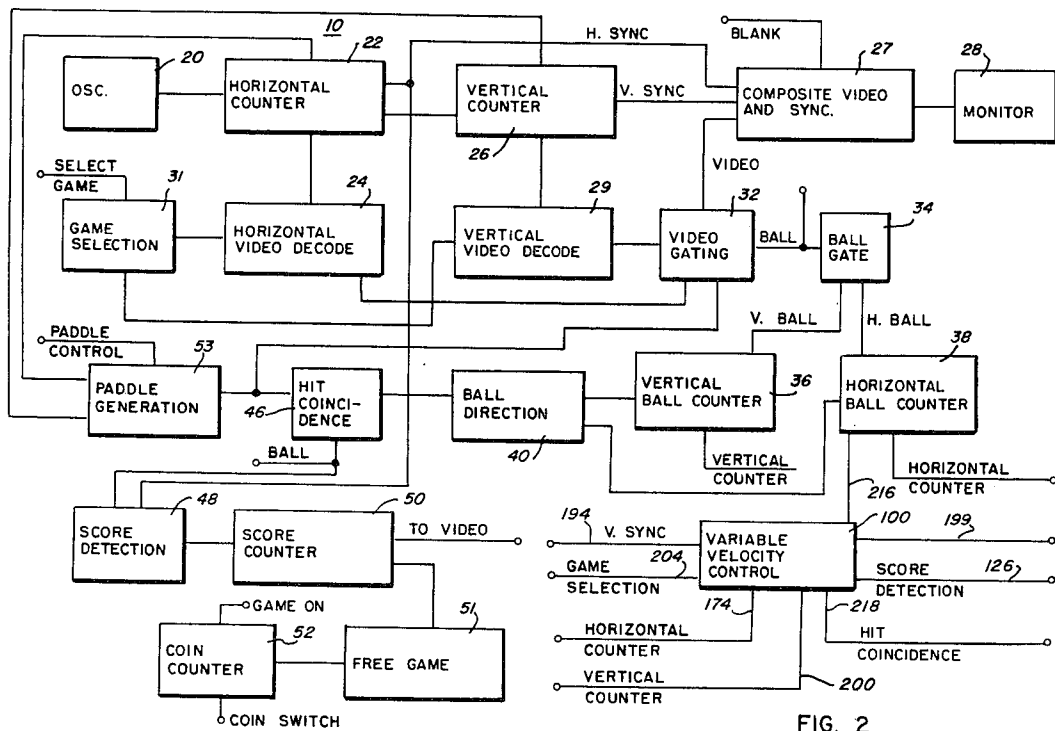 10
20
OSC.
22
HORIZONTAL
COUNTER
H. SYNC
VERTICAL
COUNTER
26
V. SYNC
BLANK
27
COMPOSITE VIDEO
AND SYNC.
28
MONITOR
SELECT
GAME
31
GAME
SELECTION
24
HORIZONTAL
VIDEO DECODE
29
VERTICAL
VIDEO DECODE
VIDEO
32
VIDEO
GATING
BALL
34
BALL
GATE
PADDLE
CONTROL
53
PADDLE
GENERATION
46
HIT
COINCI-
DENCE
BALL
BALL
DIRECTION
40
V. BALL
H. BALL
VERTICAL
BALL COUNTER
36
38
HORIZONTAL
BALL COUNTER
VERTICAL
COUNTER
HORIZONTAL
COUNTER
216
48
SCORE
DETECTION
50
SCORE
COUNTER
TO VIDEO
194
V. SYNC
GAME
SELECTION
204
100
VARIABLE
VELOCITY
CONTROL
199
SCORE
DETECTION
126
174
218
HORIZONTAL
COUNTER
HIT
COINCIDENCE
VERTICAL
COUNTER
200
GAME ON
52
COIN
COUNTER
COIN SWITCH
51
FREE GAME
FIG. 2